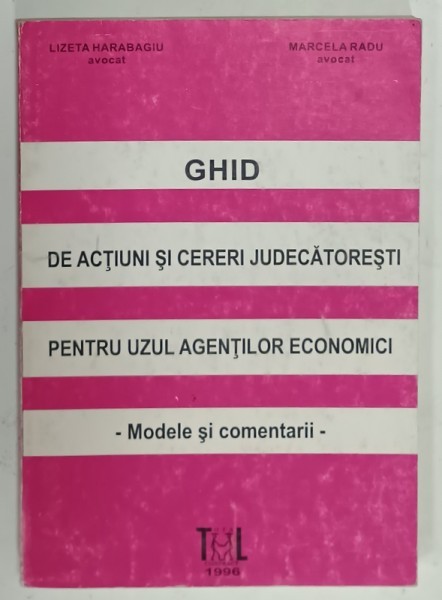 LIZETA HARABAGIU
avocat
MARCELA RADU
avocat
GHID
DE ACŢIUNI ŞI CERERI JUDECĂTOREŞTI
PENTRU UZUL AGENŢILOR ECONOMICI
- Modele şi comentarii -
1996